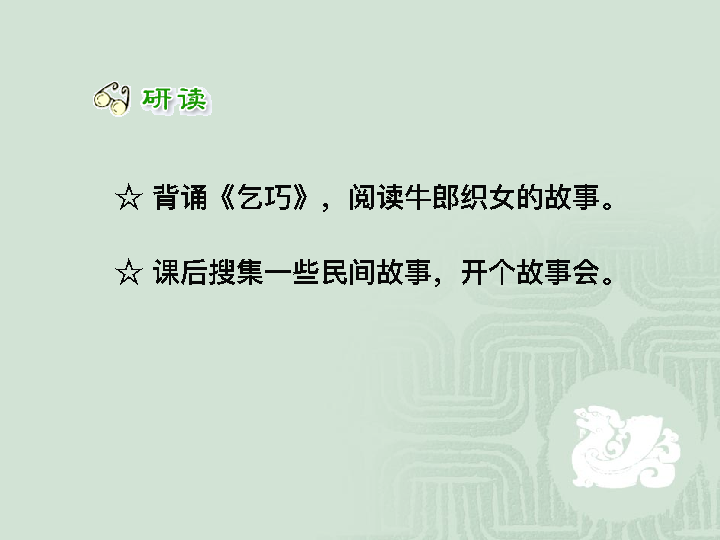 研读
☆ 背诵《乞巧》，阅读牛郎织女的故事。
☆ 课后搜集一些民间故事，开个故事会。